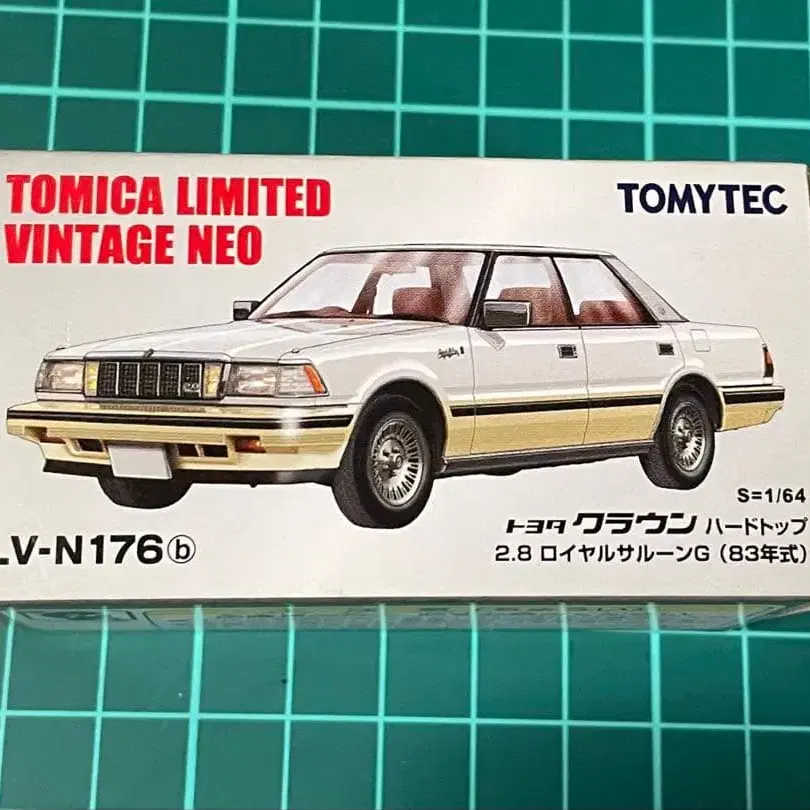 TOMICA LIMITED
VINTAGE NEO
TOMYTEC
S=1/64
LV-N176ⓑ
トヨタ クラウン ハードトップ
2.8 ロイヤルサルーンG（83年式）